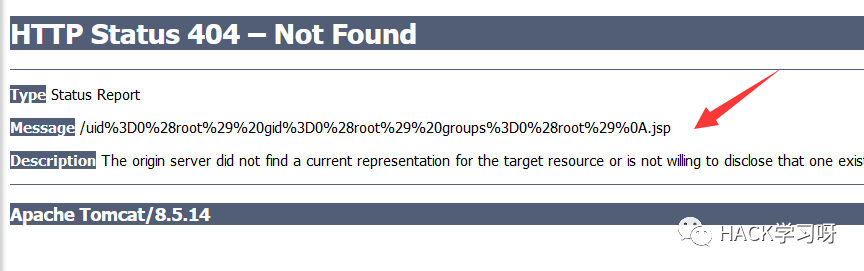 HTTP Status 404 – Not Found
Type Status Report
Message /uid%3D0%28root%29%20gid%3D0%28root%29%20groups%3D0%28root%29%0A.jsp
Description The origin server did not find a current representation for the target resource or is not willing to disclose that one exis
Apache Tomcat/8.5.14
HACK学习呀